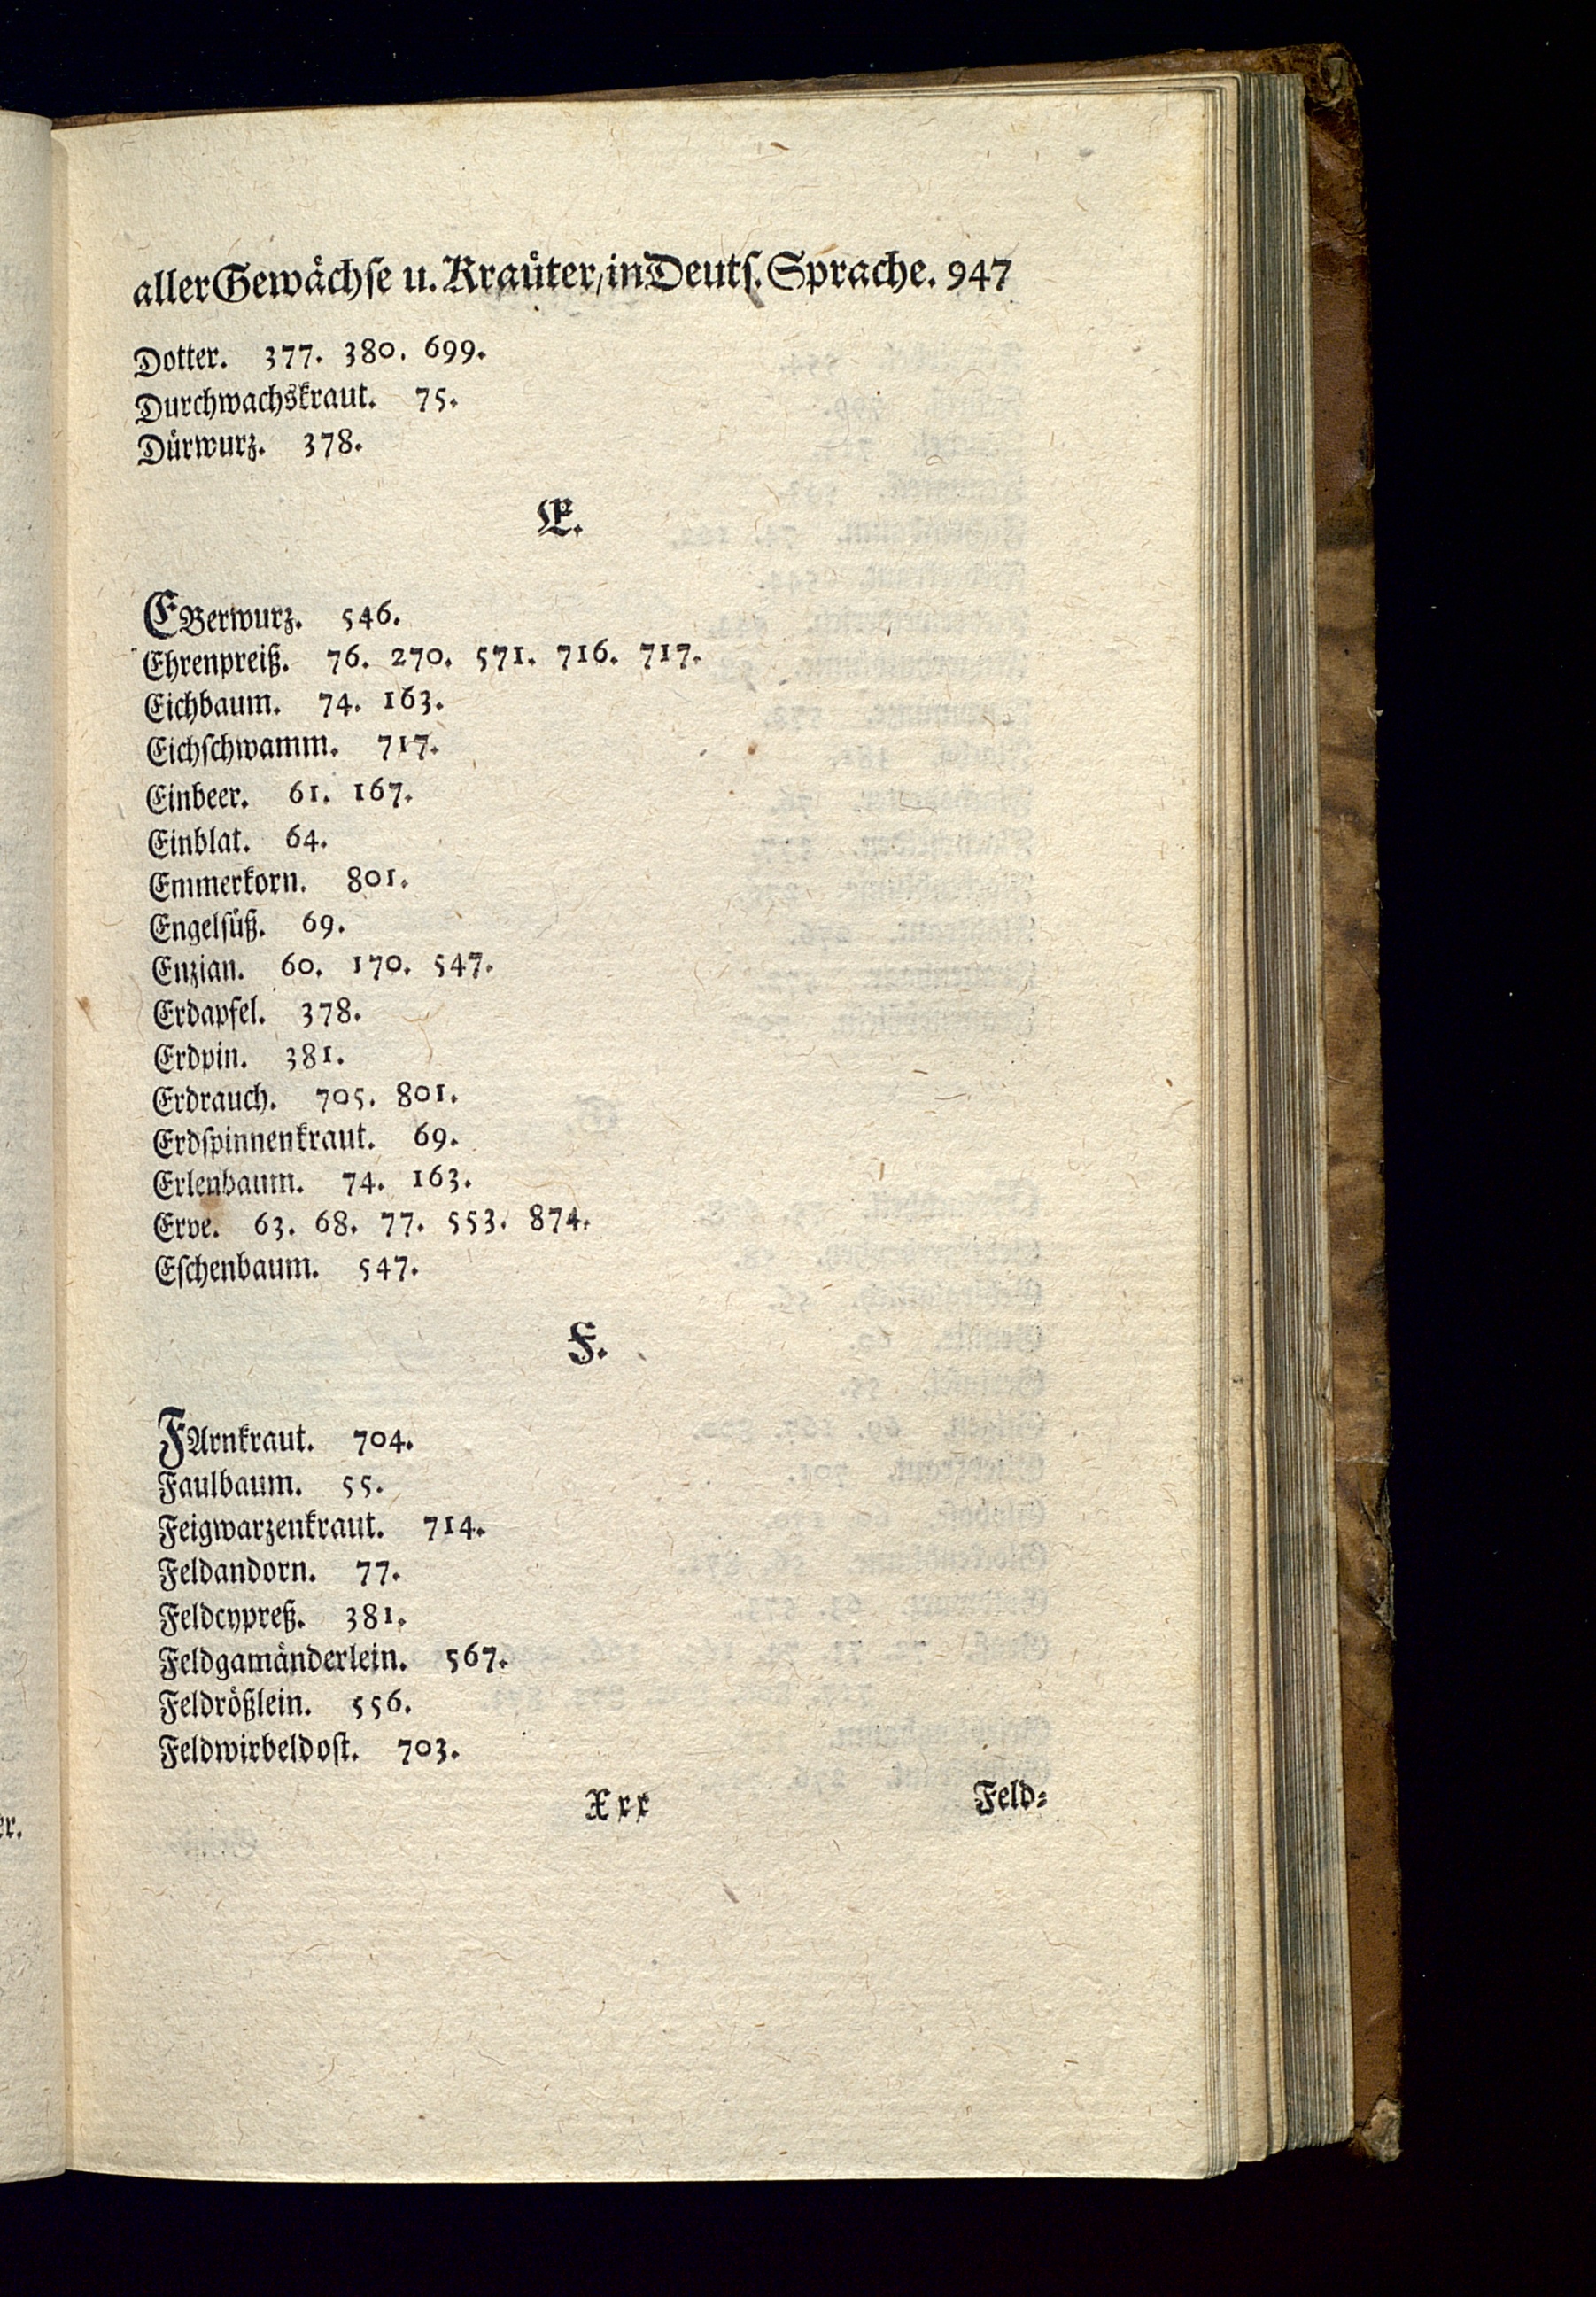 aller Gewächſe u. Kraüter, in Deutſ. Sprache. 947
Dotter. 377. 380. 699.
Durchwachskraut. 75.
Dürwurz. 378.
E.
EBerwurz. 546.
Ehrenpreiß. 76. 270. 571. 716. 717.
Eichbaum. 74. 163.
Eichſchwamm. 717.
Einbeer. 61. 167.
Einblat. 64.
Emmerkorn. 801.
Engelſüß. 69.
Enzian. 60. 170. 547.
Erdapfel. 378.
Erdpin. 381.
Erdrauch. 705. 801.
Erdſpinnenkraut. 69.
Erlenbaum. 74. 163.
Erve. 63. 68. 77. 553. 874.
Eſchenbaum. 547.
F.
FArnkraut. 704.
Faulbaum. 55.
Feigwarzenkraut. 714.
Feldandorn. 77.
Feldcypreß. 381.
Feldgamänderlein. 567.
Feldrößlein. 556.
Feldwirbeldoſt. 703.
Xxx Feld⸗
er.